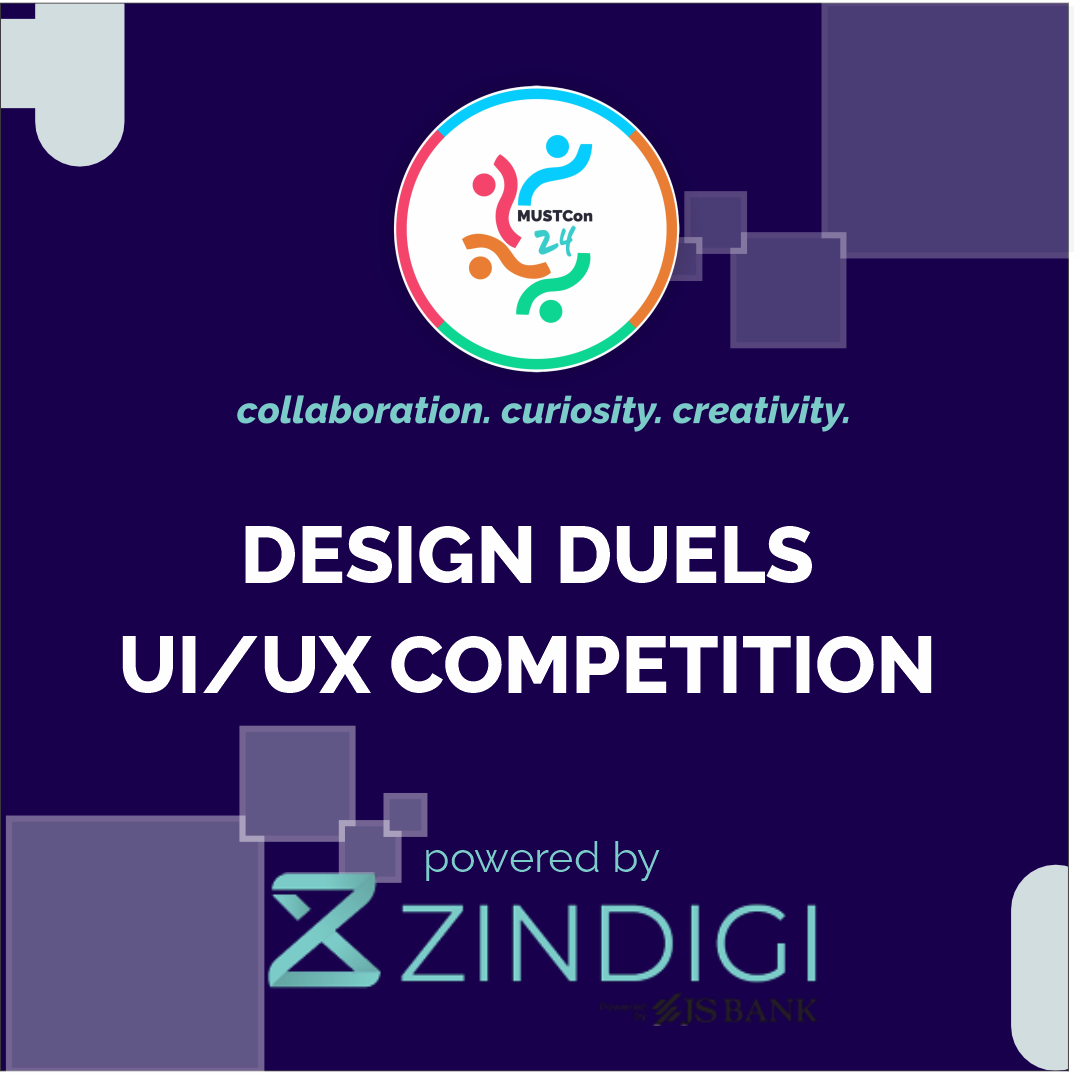 MUSTCon
24
collaboration. curiosity. creativity.
DESIGN DUELS
UI/UX COMPETITION
powered by
ZINDIGI
JS BANK